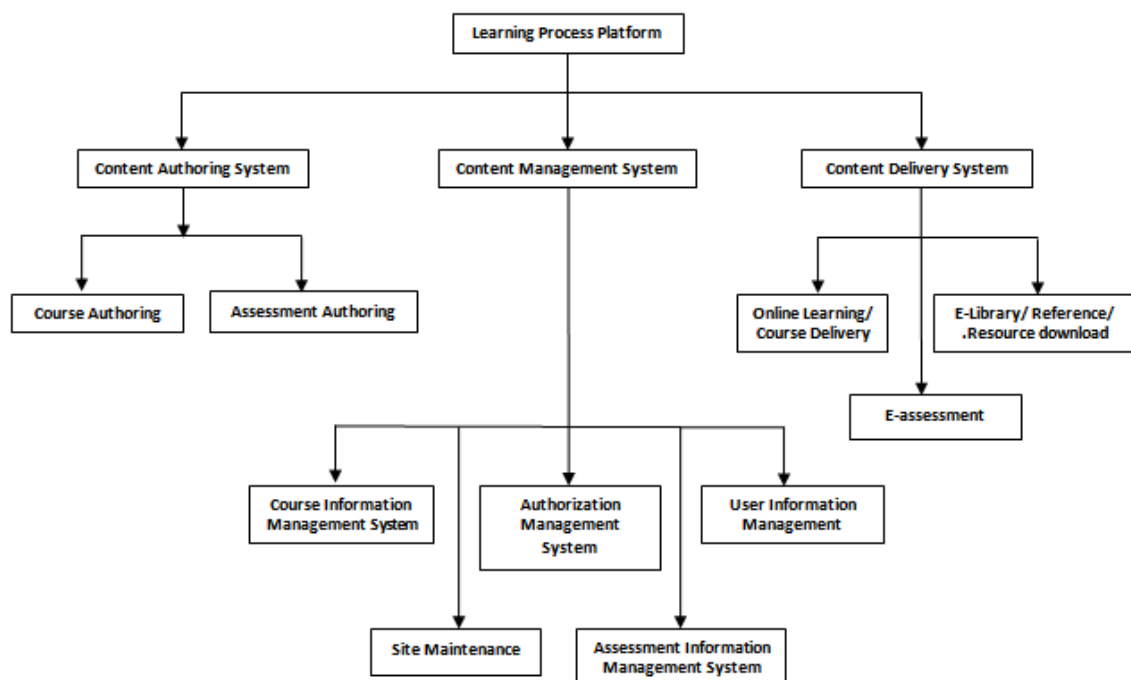 Learning Process Platform
Content Authoring System
Content Management System
Content Delivery System
Course Authoring
Assessment Authoring
Online Learning/
Course Delivery
E-Library/ Reference/
.Resource download
E-assessment
Course Information
Management System
Authorization
Management
System
User Information
Management
Site Maintenance
Assessment Information
Management System